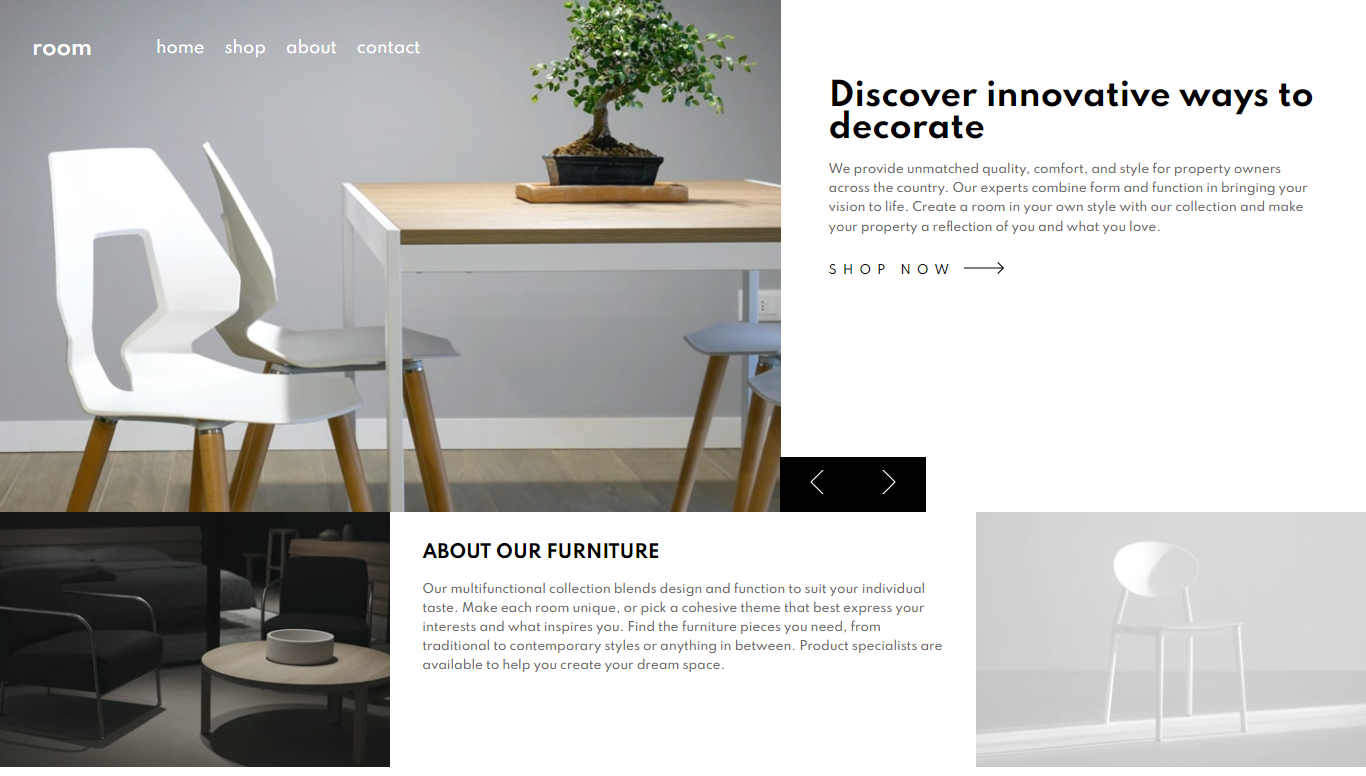 room
home shop about contact
Discover innovative ways to
decorate
We provide unmatched quality, comfort, and style for property owners
across the country. Our experts combine form and function in bringing your
vision to life. Create a room in your own style with our collection and make
your property a reflection of you and what you love.
SHOP NOW
ABOUT OUR FURNITURE
Our multifunctional collection blends design and function to suit your individual
taste. Make each room unique, or pick a cohesive theme that best express your
interests and what inspires you. Find the furniture pieces you need, from
traditional to contemporary styles or anything in between. Product specialists are
available to help you create your dream space.